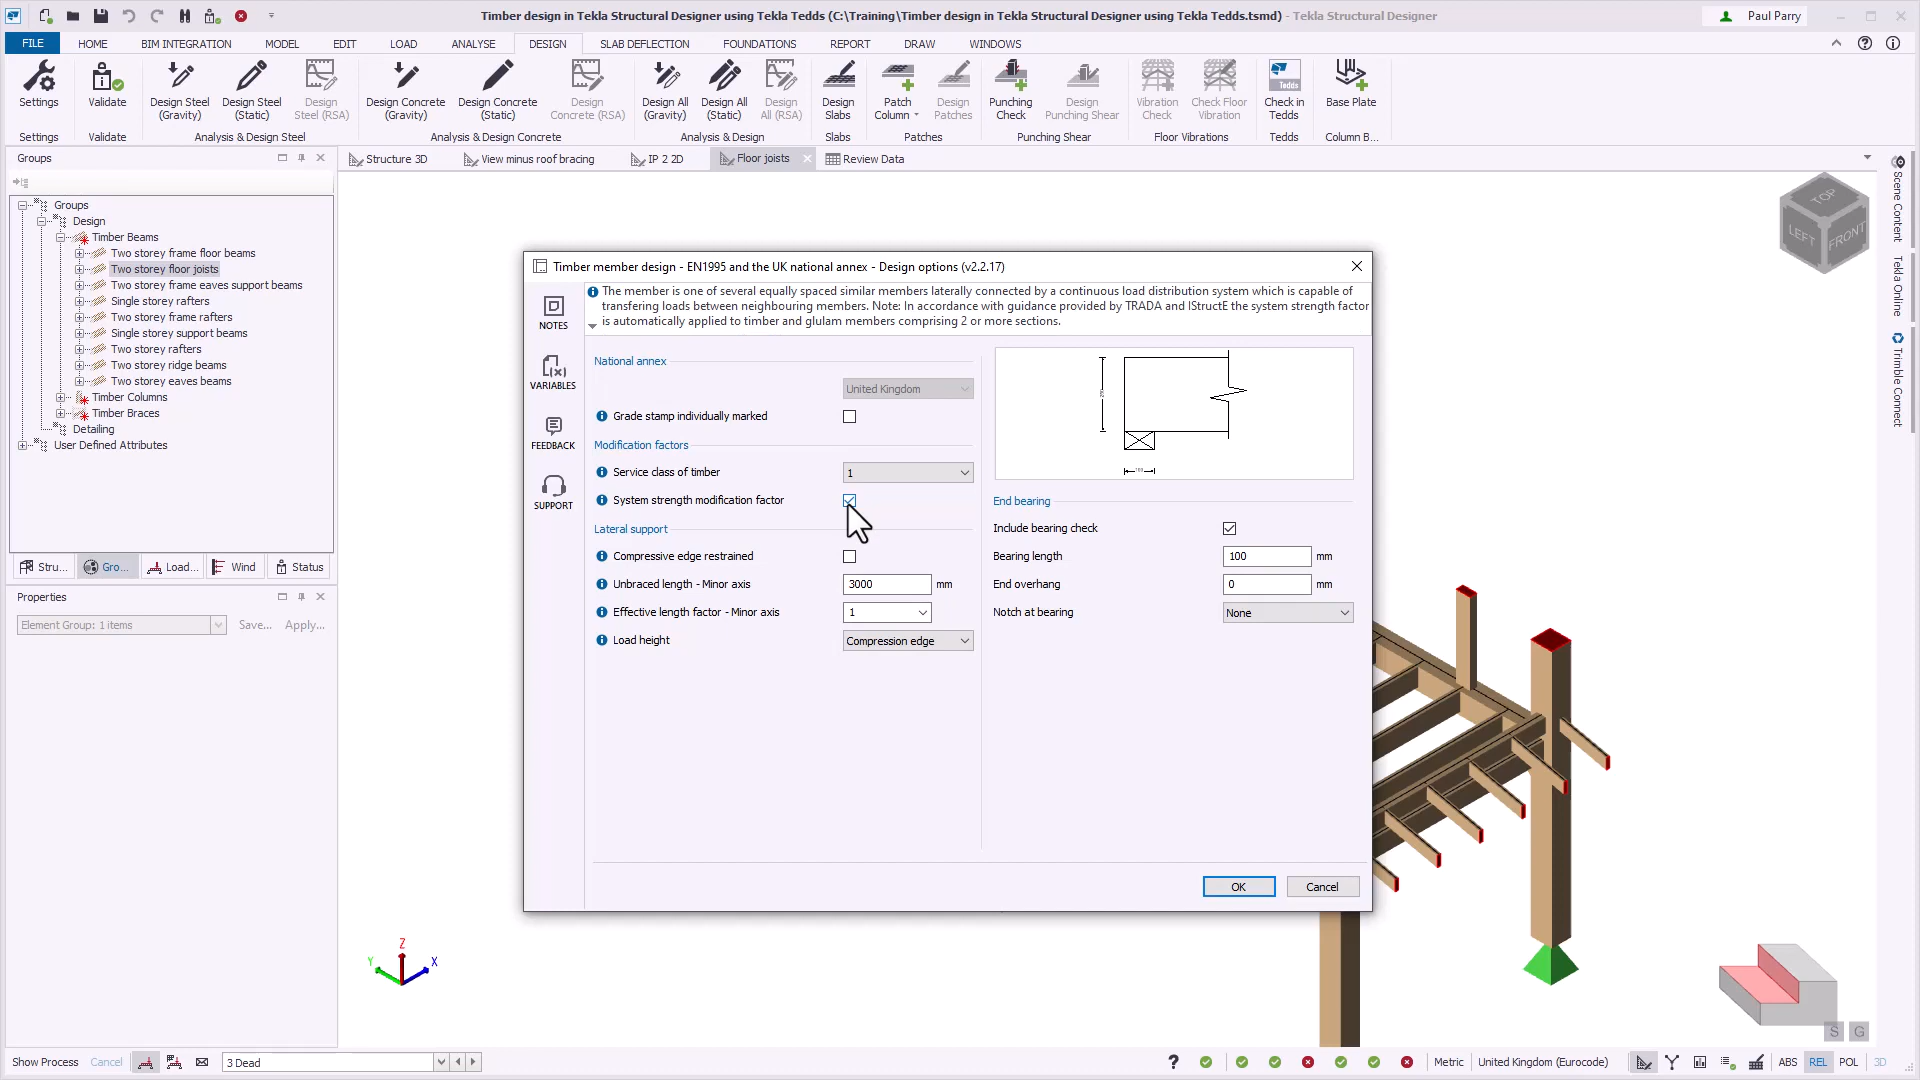 Timber design in Tekla Structural Designer using Tekla Tedds (C:\Training\Timber design in Tekla Structural Designer using Tekla Tedds.tsmd) - Tekla Structural Designer
Paul Parry
FILE HOME BIM INTEGRATION MODEL EDIT LOAD ANALYSE DESIGN SLAB DEFLECTION FOUNDATIONS REPORT DRAW WINDOWS
Settings Validate Design Steel (Gravity) Design Steel (Static) Design Steel (RSA) Design Concrete (Gravity) Design Concrete (Static) Design Concrete (RSA) Design All (Gravity) Design All (Static) Design All (RSA) Design Slabs Patch Column Design Patches Punching Check Design Punching Shear Vibration Check Check Floor Vibration Check in Tedds Base Plate
Settings Validate Analysis & Design Steel Analysis & Design Concrete Analysis & Design Slabs Patches Punching Shear Floor Vibrations Tedds Column B...
Groups
Structure 3D View minus roof bracing IP 2 2D Floor joists Review Data
Groups
Design
Timber Beams
Two storey frame floor beams
Two storey floor joists
Two storey frame eaves support beams
Single storey rafters
Two storey frame rafters
Single storey support beams
Two storey rafters
Two storey ridge beams
Two storey eaves beams
Timber Columns
Timber Braces
Detailing
User Defined Attributes
Stru... Gro... Load... Wind Status
Properties
Element Group: 1 items Save... Apply...
Timber member design - EN1995 and the UK national annex - Design options (v2.2.17)
The member is one of several equally spaced similar members laterally connected by a continuous load distribution system which is capable of
transfering loads between neighbouring members. Note: In accordance with guidance provided by TRADA and IStructE the system strength factor
is automatically applied to timber and glulam members comprising 2 or more sections.
NOTES
VARIABLES
FEEDBACK
SUPPORT
National annex
United Kingdom
Grade stamp individually marked
Modification factors
Service class of timber 1
System strength modification factor
Lateral support
Compressive edge restrained
Unbraced length - Minor axis 3000 mm
Effective length factor - Minor axis 1
Load height Compression edge
End bearing
Include bearing check
Bearing length 100 mm
End overhang 0 mm
Notch at bearing None
OK Cancel
TOP
LEFT FRONT
Scene Content
Tekla Online
Trimble Connect
Z
Y X
S G
Show Process Cancel 3 Dead ? Metric United Kingdom (Eurocode) ABS REL POL 3D